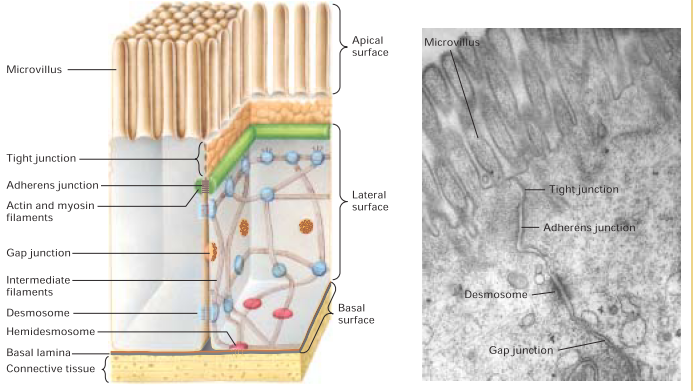 Microvillus
Tight junction
Adherens junction
Actin and myosin
filaments
Gap junction
Intermediate
filaments
Desmosome
Hemidesmosome
Basal lamina
Connective tissue
Apical
surface
Lateral
surface
Basal
surface
Microvillus
Tight junction
Adherens junction
Desmosome
Gap junction